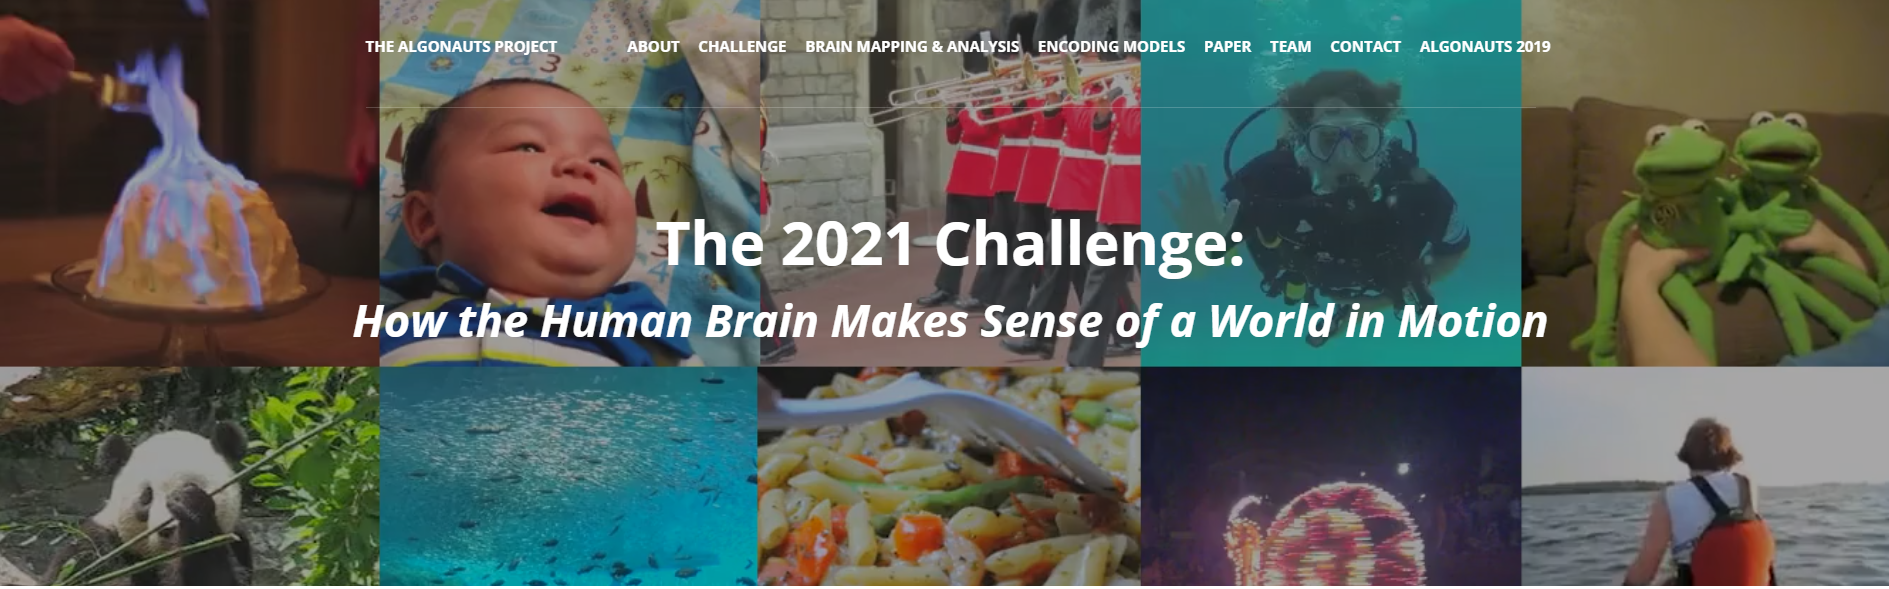 THE ALGONAUTS PROJECT ABOUT CHALLENGE BRAIN MAPPING & ANALYSIS ENCODING MODELS PAPER TEAM CONTACT ALGONAUTS 2019
The 2021 Challenge:
How the Human Brain Makes Sense of a World in Motion